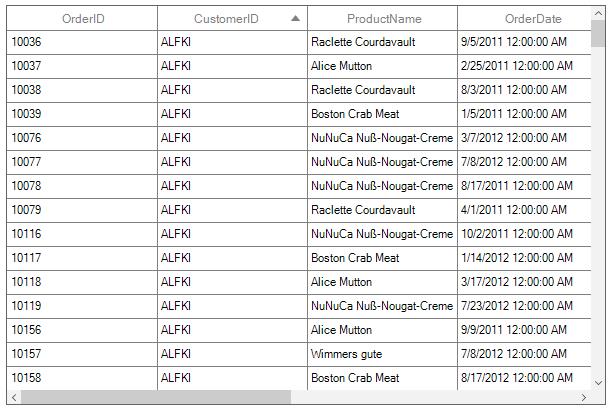 OrderID CustomerID ProductName OrderDate
10036 ALFKI Raclette Courdavault 9/5/2011 12:00:00 AM
10037 ALFKI Alice Mutton 2/25/2011 12:00:00 AM
10038 ALFKI Raclette Courdavault 8/3/2011 12:00:00 AM
10039 ALFKI Boston Crab Meat 1/5/2011 12:00:00 AM
10076 ALFKI NuNuCa Nuß-Nougat-Creme 3/7/2012 12:00:00 AM
10077 ALFKI NuNuCa Nuß-Nougat-Creme 7/8/2012 12:00:00 AM
10078 ALFKI NuNuCa Nuß-Nougat-Creme 8/17/2011 12:00:00 AM
10079 ALFKI Raclette Courdavault 4/1/2011 12:00:00 AM
10116 ALFKI NuNuCa Nuß-Nougat-Creme 10/2/2011 12:00:00 AM
10117 ALFKI Boston Crab Meat 1/14/2012 12:00:00 AM
10118 ALFKI Alice Mutton 3/17/2012 12:00:00 AM
10119 ALFKI NuNuCa Nuß-Nougat-Creme 7/23/2012 12:00:00 AM
10156 ALFKI Alice Mutton 9/9/2011 12:00:00 AM
10157 ALFKI Wimmers gute 7/8/2012 12:00:00 AM
10158 ALFKI Boston Crab Meat 8/17/2012 12:00:00 AM